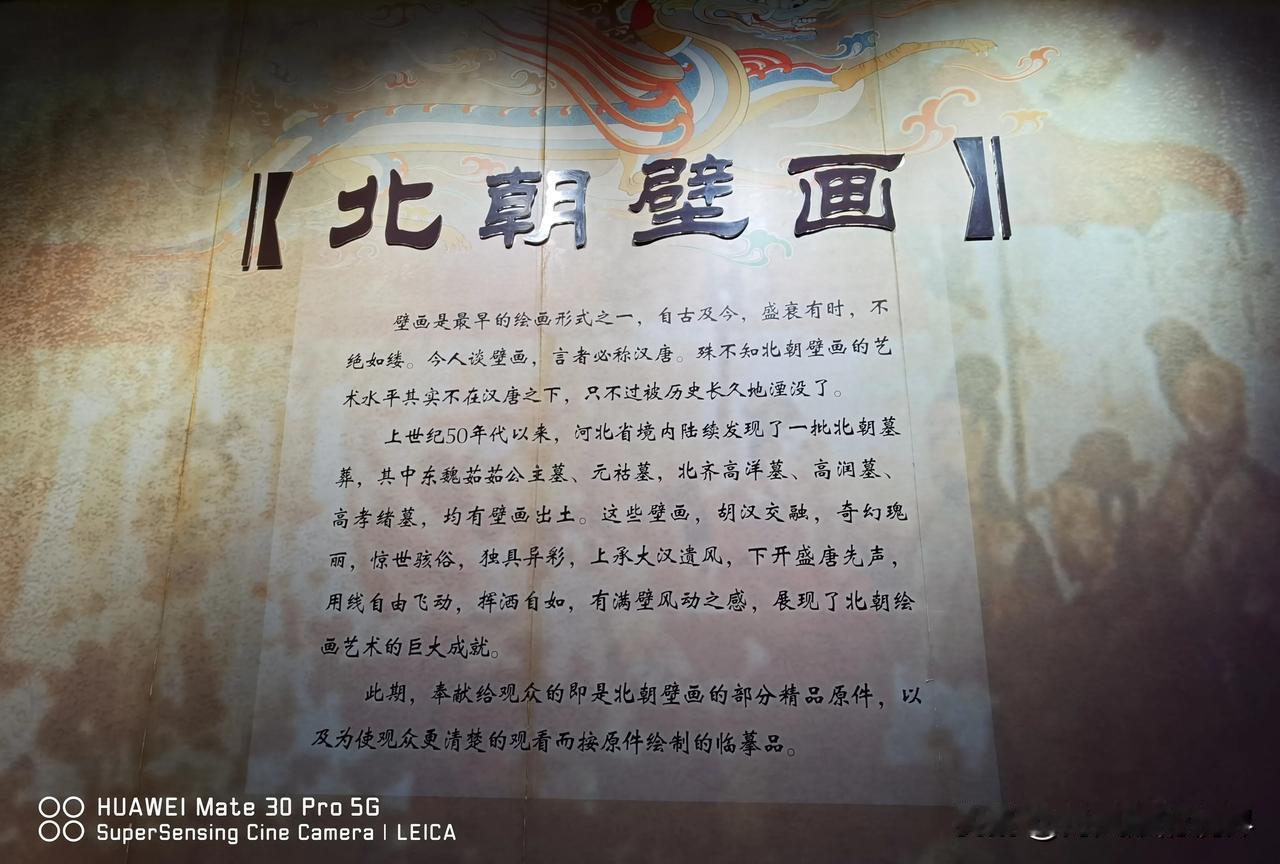 【北朝壁画】
壁画是最早的绘画形式之一，自古及今，盛衰有时，不
绝如缕。今人谈壁画，言者必称汉唐。殊不知北朝壁画的艺
术水平其实不在汉唐之下，只不过被历史长久地湮没了。
上世纪50年代以来，河北省境内陆续发现了一批北朝墓
葬，其中东魏茹茹公主墓、元祜墓，北齐高洋墓、高润墓、
高孝绪墓，均有壁画出土。这些壁画，胡汉交融，奇幻瑰
丽，惊世骇俗，独具异彩，上承大汉遗风，下开盛唐先声，
用线自由飞动，挥洒自如，有满壁风动之感，展现了北朝绘
画艺术的巨大成就。
此期，奉献给观众的即是北朝壁画的部分精品原件，以
及为使观众更清楚的观看而按原件绘制的临摹品。
HUAWEI Mate 30 Pro 5G
SuperSensing Cine Camera | LEICA